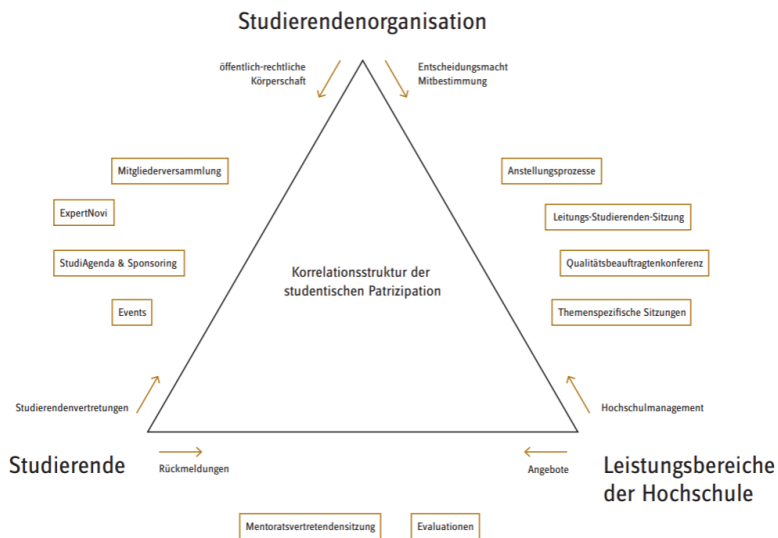 Studierendenorganisation
öffentlich-rechtliche
Körperschaft
Entscheidungsmacht
Mitbestimmung
Mitgliederversammlung
Anstellungsprozesse
ExpertNovi
Leitungs-Studierenden-Sitzung
StudiAgenda & Sponsoring
Qualitätsbeauftragtenkonferenz
Korrelationsstruktur der
studentischen Patrizipation
Events
Themenspezifische Sitzungen
Studierendenvertretungen
Hochschulmanagement
Studierende
Rückmeldungen
Angebote
Leistungsbereiche
der Hochschule
Mentoratsvertretendensitzung
Evaluationen